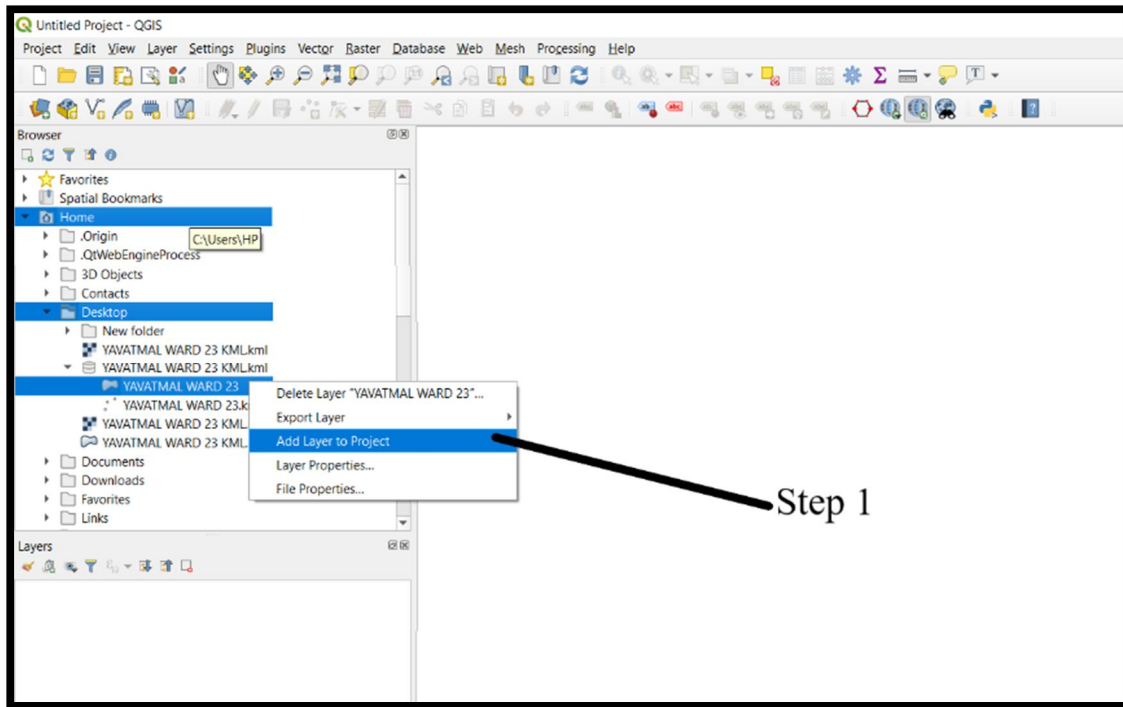 Untitled Project - QGIS
Project Edit View Layer Settings Plugins Vector Raster Database Web Mesh Processing Help
Browser
Favorites
Spatial Bookmarks
Home
.Origin
C:\Users\HP
.QtWebEngineProcess
3D Objects
Contacts
Desktop
New folder
YAVATMAL WARD 23 KML.kml
YAVATMAL WARD 23 KML.kml
YAVATMAL WARD 23
YAVATMAL WARD 23.k
YAVATMAL WARD 23 KML.
YAVATMAL WARD 23 KML.
Documents
Downloads
Favorites
Links
Delete Layer "YAVATMAL WARD 23"...
Export Layer
Add Layer to Project
Layer Properties...
File Properties...
Step 1
Layers